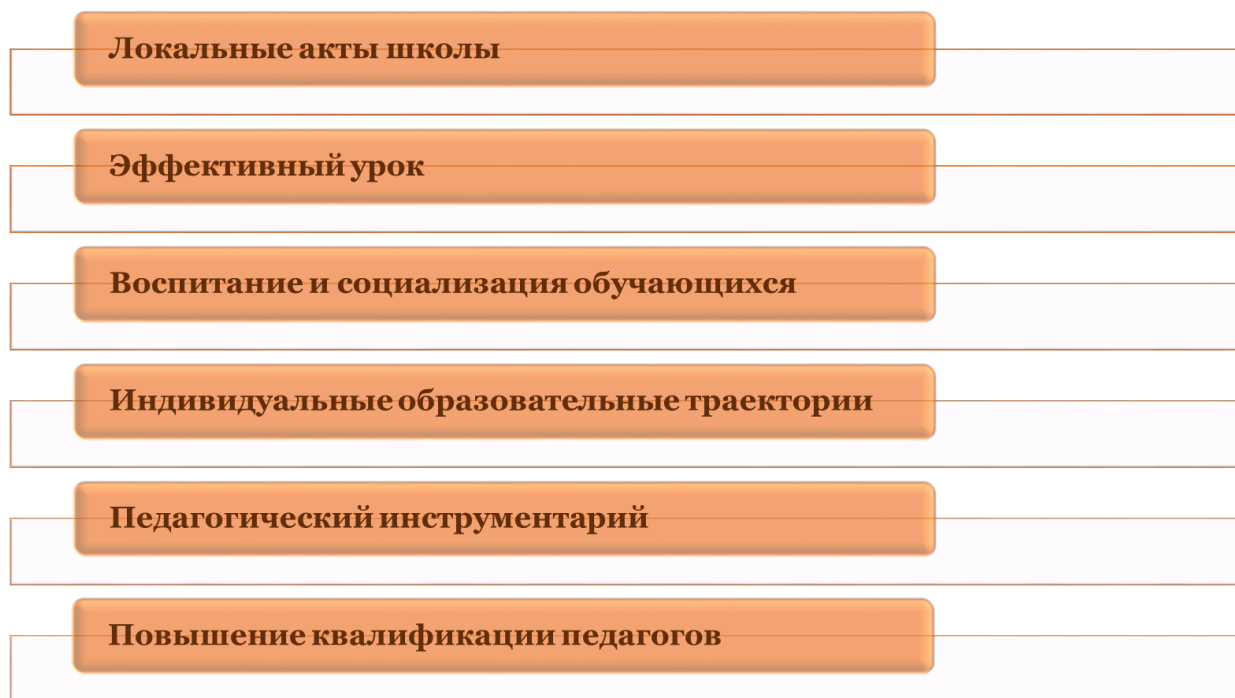 Локальные акты школы
Эффективный урок
Воспитание и социализация обучающихся
Индивидуальные образовательные траектории
Педагогический инструментарий
Повышение квалификации педагогов